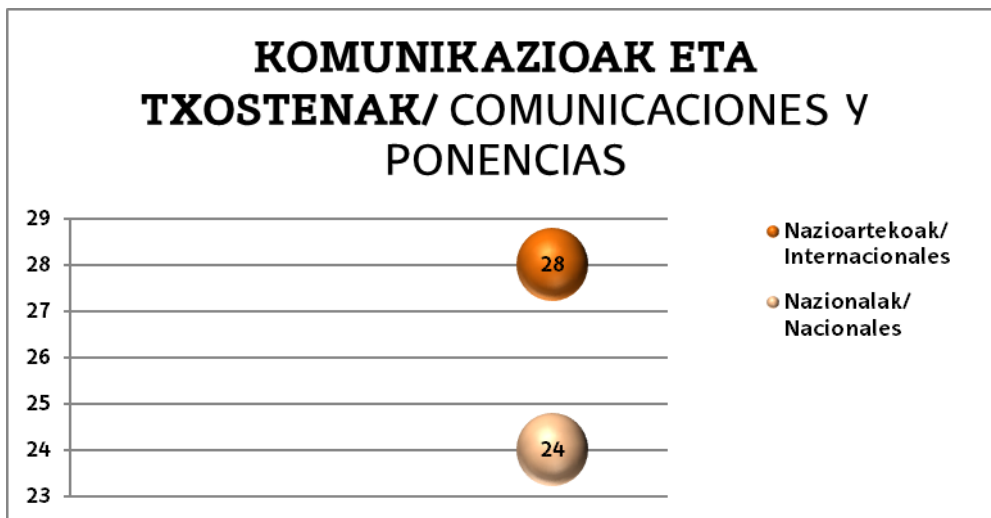 KOMUNIKAZIOAK ETA
TXOSTENAK/ COMUNICACIONES Y
PONENCIAS
29
28
27
26
25
24
23
28
24
Nazioartekoak/
Internacionales
Nazionalak/
Nacionales